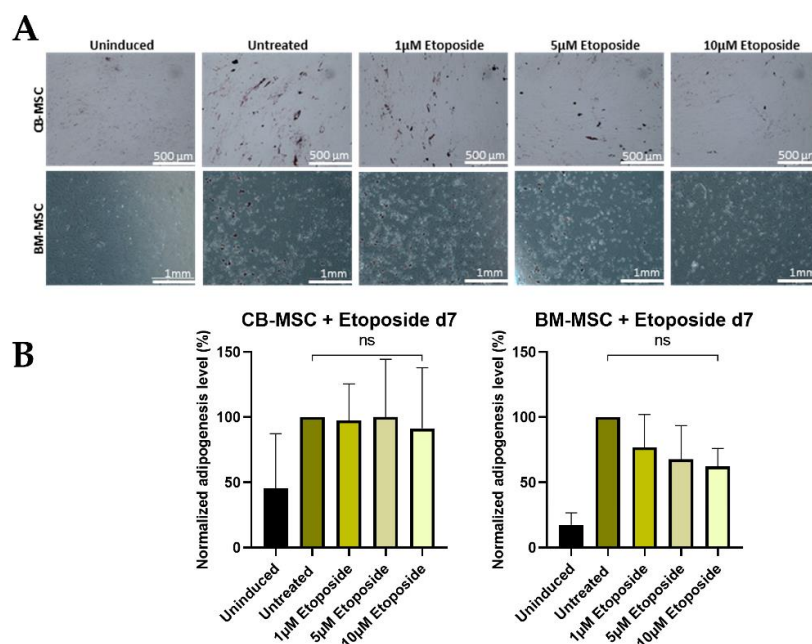 A
Uninduced Untreated 1µM Etoposide 5µM Etoposide 10µM Etoposide
CB-MSC
500 µm 500 µm 500 µm 500 µm 500 µm
BM-MSC
1mm 1mm 1mm 1mm 1mm
B
CB-MSC + Etoposide d7
Normalized adipogenesis level (%)
150
100
50
0
ns
Uninduced
Untreated
1µM Etoposide
5µM Etoposide
10µM Etoposide
BM-MSC + Etoposide d7
Normalized adipogenesis level (%)
150
100
50
0
ns
Uninduced
Untreated
1µM Etoposide
5µM Etoposide
10µM Etoposide